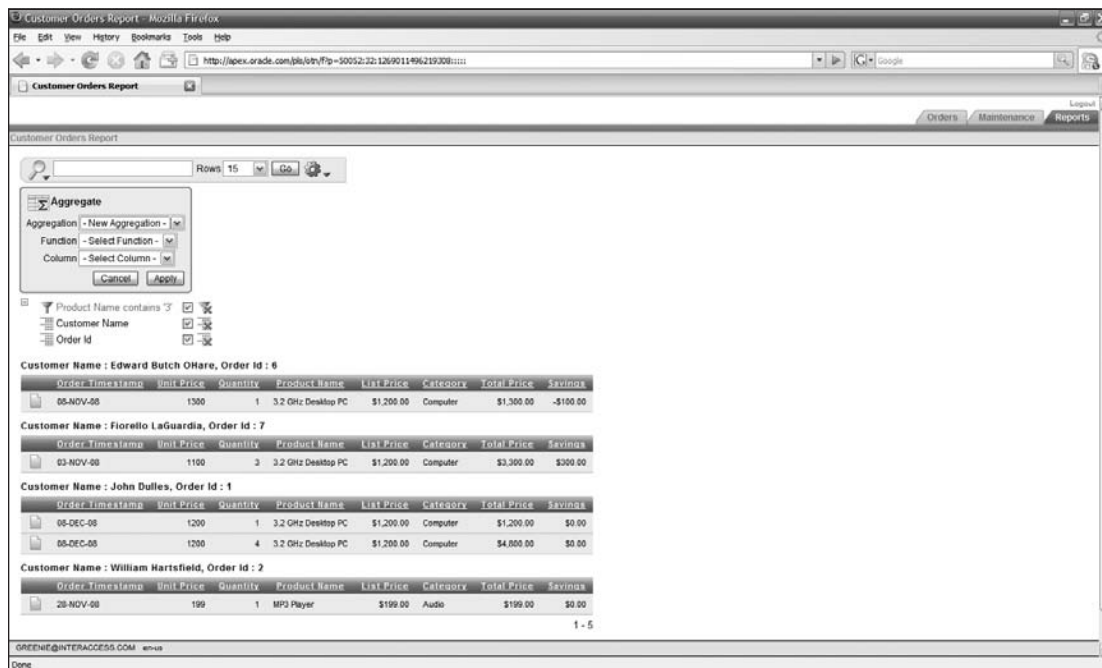 Customer Orders Report - Mozilla Firefox
File Edit View History Bookmarks Tools Help
http://apex.oracle.com/pls/otn/f?p=50052:32:1269011496219308:::::
Google
Customer Orders Report
Logout
Orders Maintenance Reports
Customer Orders Report
Rows 15 Go
Aggregate
Aggregation - New Aggregation -
Function - Select Function -
Column - Select Column -
Cancel Apply
Product Name contains '3'
Customer Name
Order Id
Customer Name : Edward Butch OHare, Order Id : 6
Order Timestamp Unit Price Quantity Product Name List Price Category Total Price Savings
08-NOV-08 1300 1 3.2 GHz Desktop PC $1,200.00 Computer $1,300.00 -$100.00
Customer Name : Fiorello LaGuardia, Order Id : 7
Order Timestamp Unit Price Quantity Product Name List Price Category Total Price Savings
03-NOV-08 1100 3 3.2 GHz Desktop PC $1,200.00 Computer $3,300.00 $300.00
Customer Name : John Dulles, Order Id : 1
Order Timestamp Unit Price Quantity Product Name List Price Category Total Price Savings
08-DEC-08 1200 1 3.2 GHz Desktop PC $1,200.00 Computer $1,200.00 $0.00
08-DEC-08 1200 4 3.2 GHz Desktop PC $1,200.00 Computer $4,800.00 $0.00
Customer Name : William Hartsfield, Order Id : 2
Order Timestamp Unit Price Quantity Product Name List Price Category Total Price Savings
28-NOV-08 199 1 MP3 Player $199.00 Audio $199.00 $0.00
1 - 5
GREENIE@INTERACCESS.COM en-us
Done